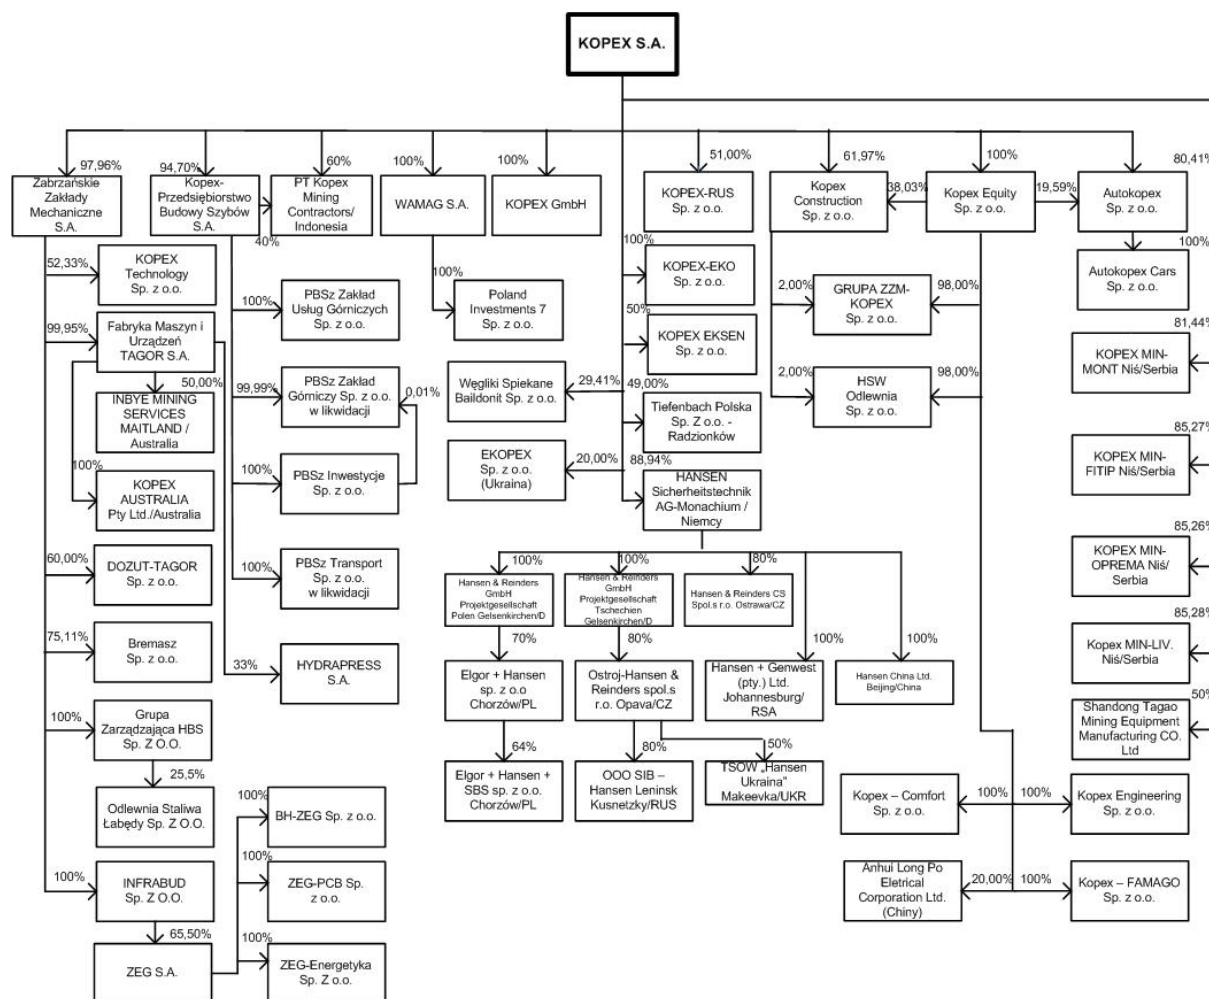 KOPEX S.A.
97,96%
94,70%
60%
100%
100%
51,00%
61,97%
100%
80,41%
Zabrzańskie
Zakłady
Mechaniczne
S.A.
Kopex-
Przedsiębiorstwo
Budowy Szybów
S.A.
PT Kopex
Mining
Contractors/
Indonesia
WAMAG S.A.
KOPEX GmbH
KOPEX-RUS
Sp. z o.o.
Kopex
Construction
Sp. z o.o.
38,03%
Kopex Equity
Sp. z o.o.
19,59%
Autokopex
Sp. z o.o.
40%
100%
100%
52,33%
KOPEX
Technology
Sp. z o.o.
KOPEX-EKO
Sp. z o.o.
Autokopex Cars
Sp. z o.o.
100%
PBSz Zakład
Usług Górniczych
Sp. z o.o.
100%
Poland
Investments 7
Sp. z o.o.
50%
KOPEX EKSEN
Sp. z o.o.
2,00%
GRUPA ZZM-
KOPEX
Sp. z o.o.
98,00%
81,44%
KOPEX MIN-
MONT Niś/Serbia
99,95%
Fabryka Maszyn i
Urządzeń
TAGOR S.A.
50,00%
INBYE MINING
SERVICES
MAITLAND /
Australia
99,99%
PBSz Zakład
Górniczy Sp. z o.o.
w likwidacji
0,01%
Węgliki Spiekane
Baildonit Sp. z o.o.
29,41%
49,00%
Tiefenbach Polska
Sp. Z o.o. -
Radzionków
2,00%
HSW
Odlewnia
Sp. z o.o.
98,00%
85,27%
KOPEX MIN-
FITIP Niś/Serbia
100%
KOPEX
AUSTRALIA
Pty Ltd./Australia
100%
PBSz Inwestycje
Sp. z o.o.
EKOPEX
Sp. z o.o.
(Ukraina)
20,00%
88,94%
HANSEN
Sicherheitstechnik
AG-Monachium /
Niemcy
85,26%
KOPEX MIN-
OPREMA Niś/
Serbia
60,00%
DOZUT-TAGOR
Sp. z o.o.
100%
PBSz Transport
Sp. z o.o.
w likwidacji
100%
100%
80%
Hansen & Reinders
GmbH
Projektgesellschaft
Polen Gelsenkirchen/D
Hansen & Reinders
GmbH
Projektgesellschaft
Tschechien
Gelsenkirchen/D
Hansen & Reinders CS
Spol.s r.o. Ostrawa/CZ
85,28%
Kopex MIN-LIV.
Niś/Serbia
75,11%
Bremasz
Sp. z o.o.
33%
HYDRAPRESS
S.A.
70%
80%
100%
100%
Elgor + Hansen
sp. z o.o
Chorzów/PL
Ostroj-Hansen &
Reinders spol.s
r.o. Opava/CZ
Hansen + Genwest
(pty.) Ltd.
Johannesburg/
RSA
Hansen China Ltd.
Beijing/China
50%
Shandong Tagao
Mining Equipment
Manufacturing CO.
Ltd
100%
Grupa
Zarządzająca HBS
Sp. Z O.O.
64%
80%
50%
25,5%
Odlewnia Staliwa
Łabędy Sp. Z O.O.
100%
BH-ZEG Sp. z o.o.
Elgor + Hansen +
SBS sp. z o.o.
Chorzów/PL
OOO SIB –
Hansen Leninsk
Kusnetzky/RUS
TSOW „Hansen
Ukraina"
Makeevka/UKR
Kopex – Comfort
Sp. z o.o.
100%
100%
Kopex Engineering
Sp. z o.o.
100%
INFRABUD
Sp. Z O.O.
100%
ZEG-PCB Sp.
z o.o.
Anhui Long Po
Eletrical
Corporation Ltd.
(Chiny)
20,00%
100%
Kopex – FAMAGO
Sp. z o.o.
65,50%
ZEG S.A.
100%
ZEG-Energetyka
Sp. Z o.o.